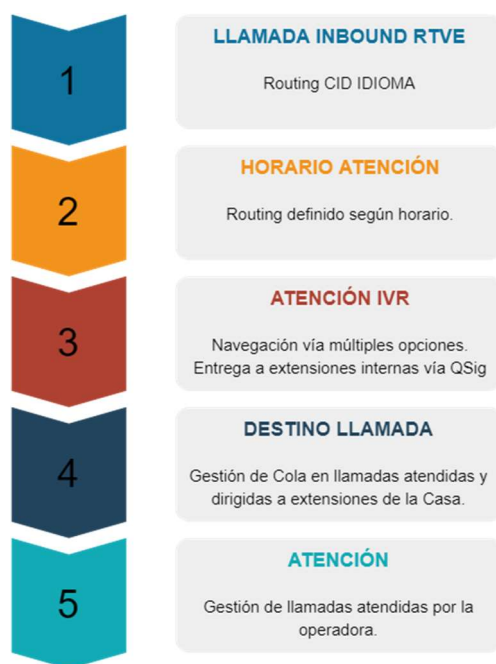 1
LLAMADA INBOUND RTVE
Routing CID IDIOMA
2
HORARIO ATENCIÓN
Routing definido según horario.
3
ATENCIÓN IVR
Navegación vía múltiples opciones.
Entrega a extensiones internas vía QSig
4
DESTINO LLAMADA
Gestión de Cola en llamadas atendidas y
dirigidas a extensiones de la Casa.
5
ATENCIÓN
Gestión de llamadas atendidas por la
operadora.